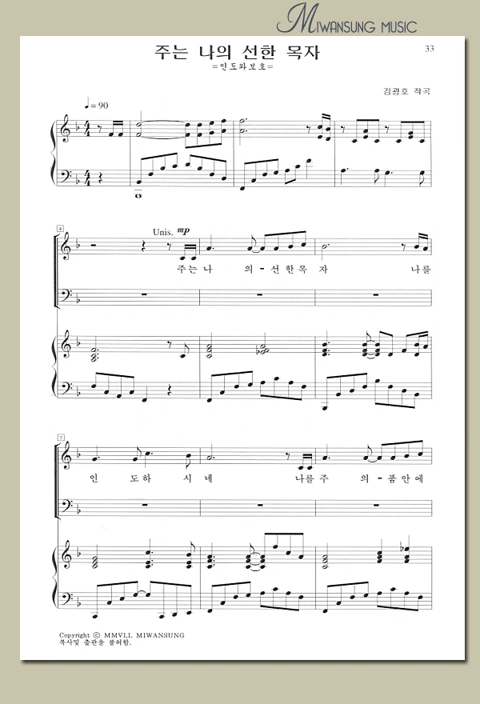 MIWANSUNG MUSIC
주는 나의 선한 목자
33
=인도와보호=
김광호 작곡
♩= 90
Unis. mp
4
주는 나 의 - 선한목 자 나를
7
인 도하 시 네 나를 주 의 - 품안에
Copyright ⓒ MMVLL MIWANSUNG
복사및 출판을 불허함.